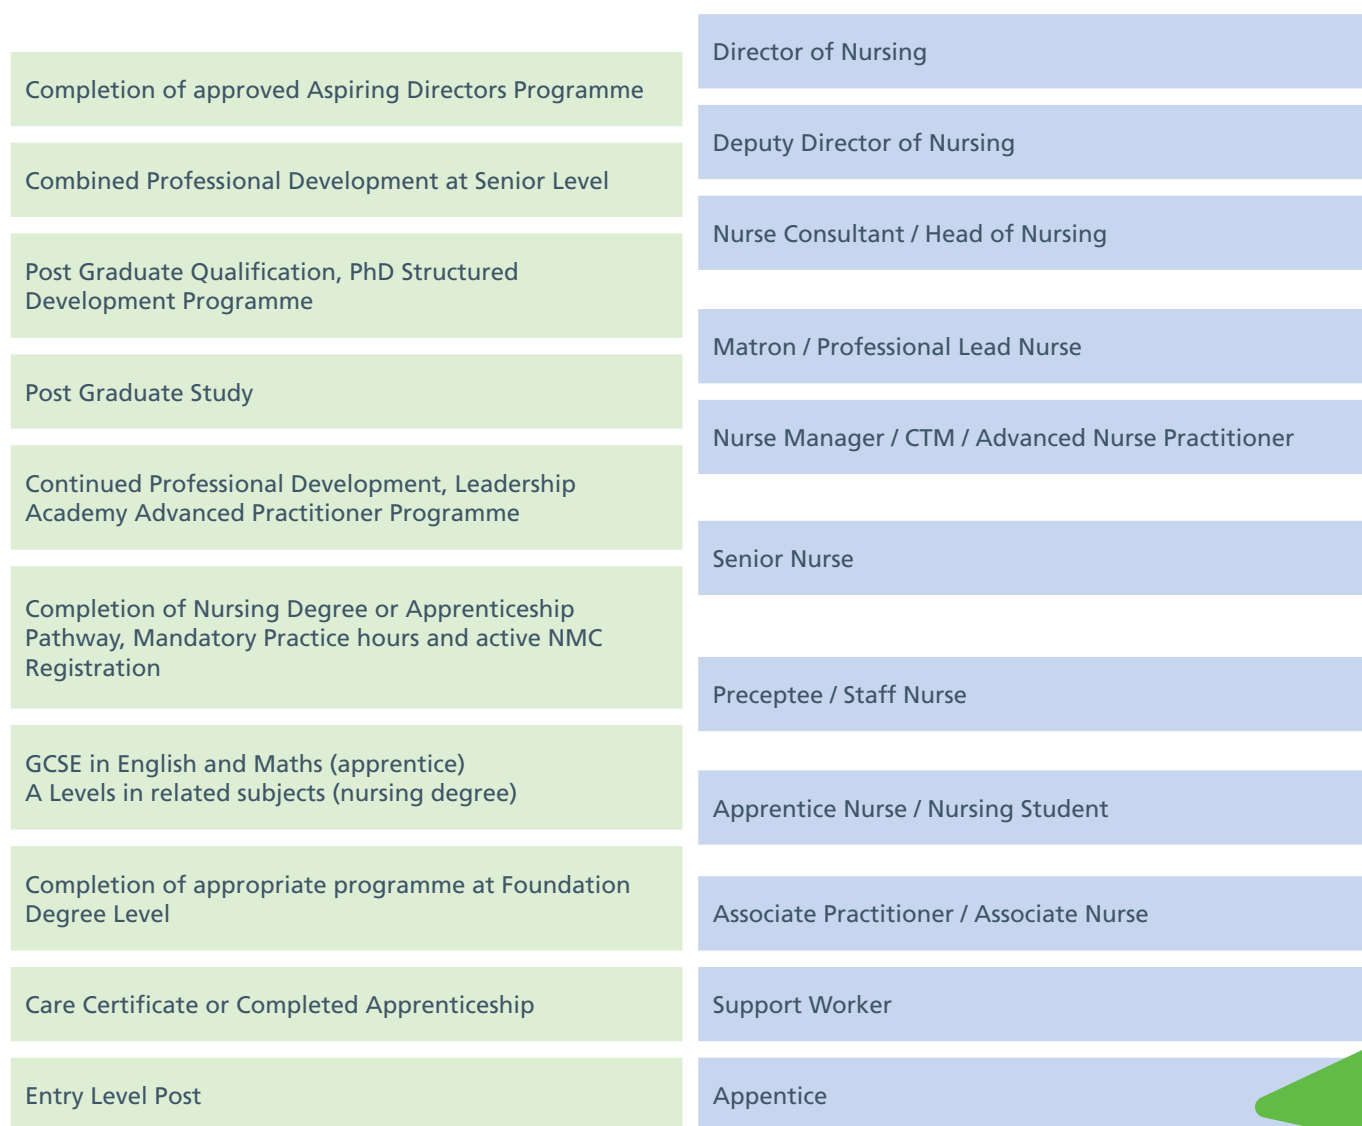 Director of Nursing
Completion of approved Aspiring Directors Programme
Deputy Director of Nursing
Combined Professional Development at Senior Level
Nurse Consultant / Head of Nursing
Post Graduate Qualification, PhD Structured
Development Programme
Matron / Professional Lead Nurse
Post Graduate Study
Nurse Manager / CTM / Advanced Nurse Practitioner
Continued Professional Development, Leadership
Academy Advanced Practitioner Programme
Senior Nurse
Completion of Nursing Degree or Apprenticeship
Pathway, Mandatory Practice hours and active NMC
Registration
Preceptee / Staff Nurse
GCSE in English and Maths (apprentice)
A Levels in related subjects (nursing degree)
Apprentice Nurse / Nursing Student
Completion of appropriate programme at Foundation
Degree Level
Associate Practitioner / Associate Nurse
Care Certificate or Completed Apprenticeship
Support Worker
Entry Level Post
Appentice